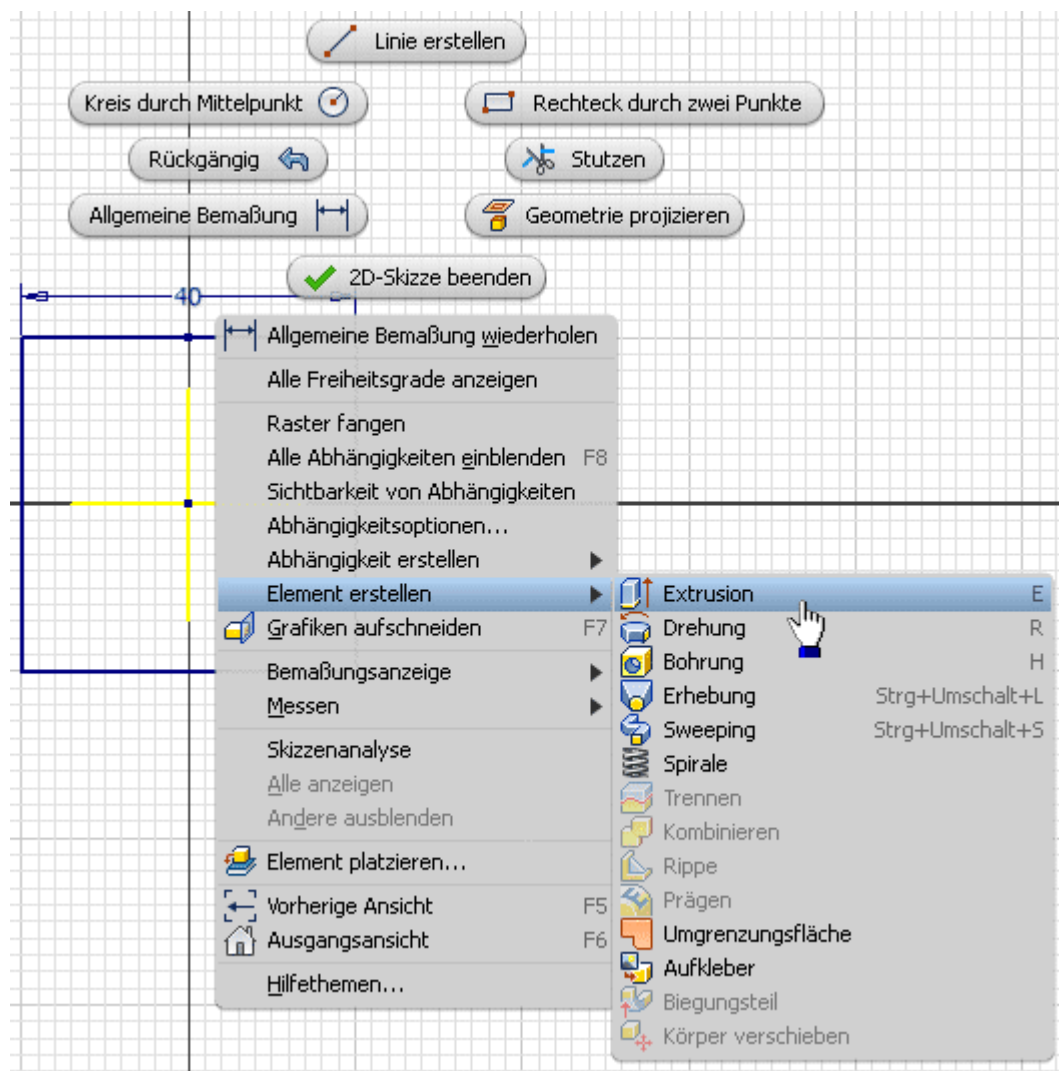 Linie erstellen
Kreis durch Mittelpunkt
Rechteck durch zwei Punkte
Rückgängig
Stutzen
Allgemeine Bemaßung
Geometrie projizieren
2D-Skizze beenden
40
Allgemeine Bemaßung wiederholen
Alle Freiheitsgrade anzeigen
Raster fangen
Alle Abhängigkeiten einblenden F8
Sichtbarkeit von Abhängigkeiten
Abhängigkeitsoptionen...
Abhängigkeit erstellen
Element erstellen
Grafiken aufschneiden F7
Bemaßungsanzeige
Messen
Skizzenanalyse
Alle anzeigen
Andere ausblenden
Element platzieren...
Vorherige Ansicht F5
Ausgangsansicht F6
Hilfethemen...
Extrusion E
Drehung R
Bohrung H
Erhebung Strg+Umschalt+L
Sweeping Strg+Umschalt+S
Spirale
Trennen
Kombinieren
Rippe
Prägen
Umgrenzungsfläche
Aufkleber
Biegungsteil
Körper verschieben